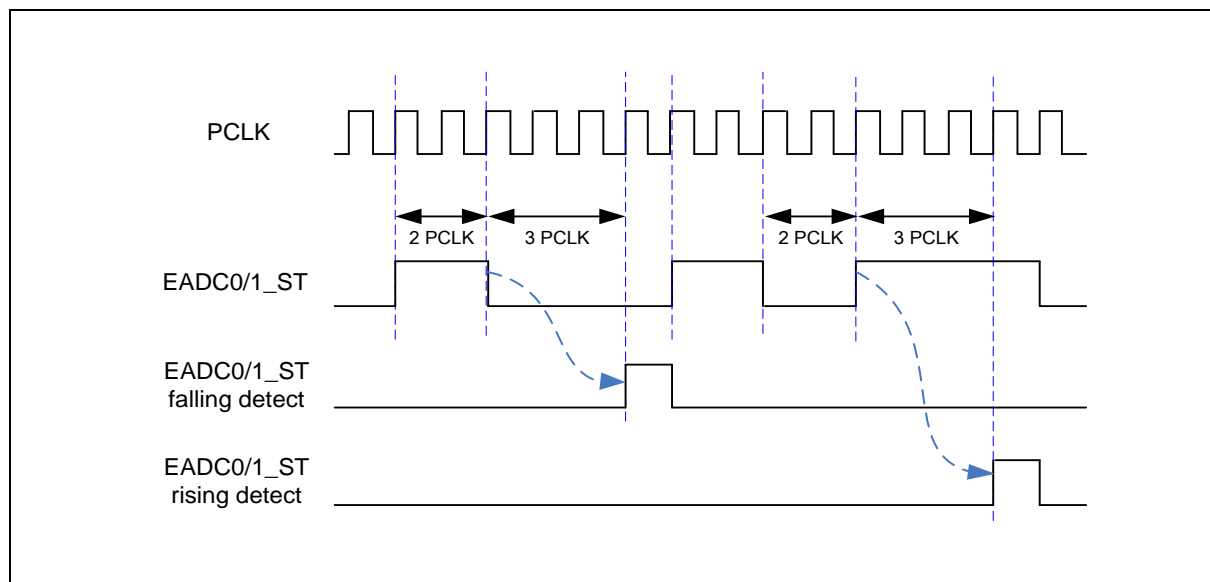 PCLK
2 PCLK
3 PCLK
2 PCLK
3 PCLK
EADC0/1_ST
EADC0/1_ST
falling detect
EADC0/1_ST
rising detect